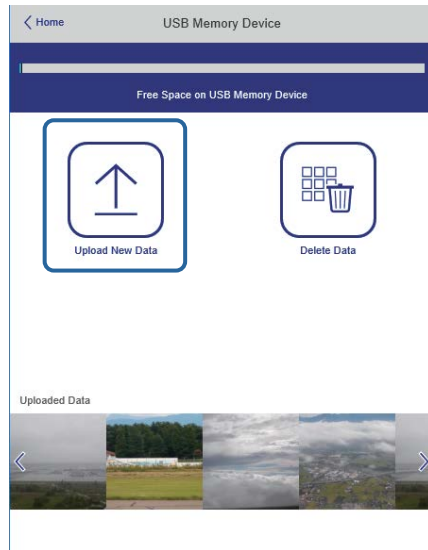 Home
USB Memory Device
Free Space on USB Memory Device
Upload New Data
Delete Data
Uploaded Data